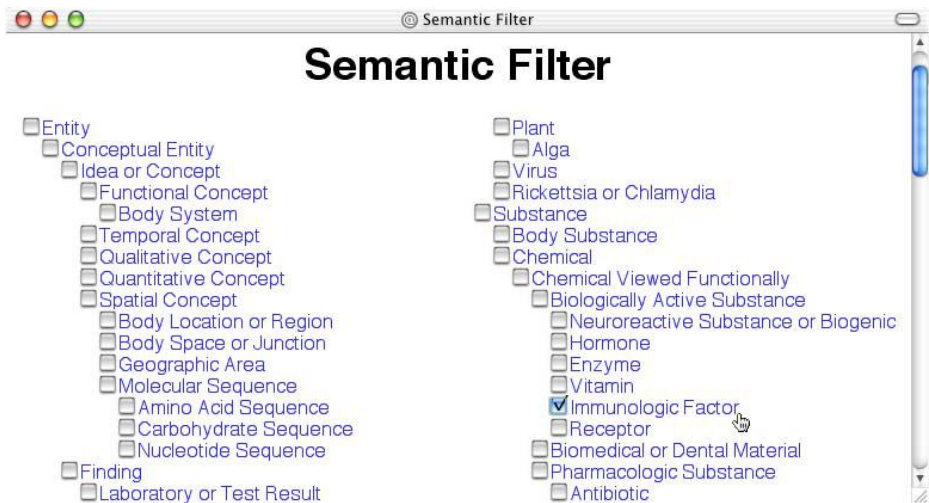 Semantic Filter
Semantic Filter
Entity
Conceptual Entity
Idea or Concept
Functional Concept
Body System
Temporal Concept
Qualitative Concept
Quantitative Concept
Spatial Concept
Body Location or Region
Body Space or Junction
Geographic Area
Molecular Sequence
Amino Acid Sequence
Carbohydrate Sequence
Nucleotide Sequence
Finding
Laboratory or Test Result
Plant
Alga
Virus
Rickettsia or Chlamydia
Substance
Body Substance
Chemical
Chemical Viewed Functionally
Biologically Active Substance
Neuroreactive Substance or Biogenic
Hormone
Enzyme
Vitamin
Immunologic Factor
Receptor
Biomedical or Dental Material
Pharmacologic Substance
Antibiotic